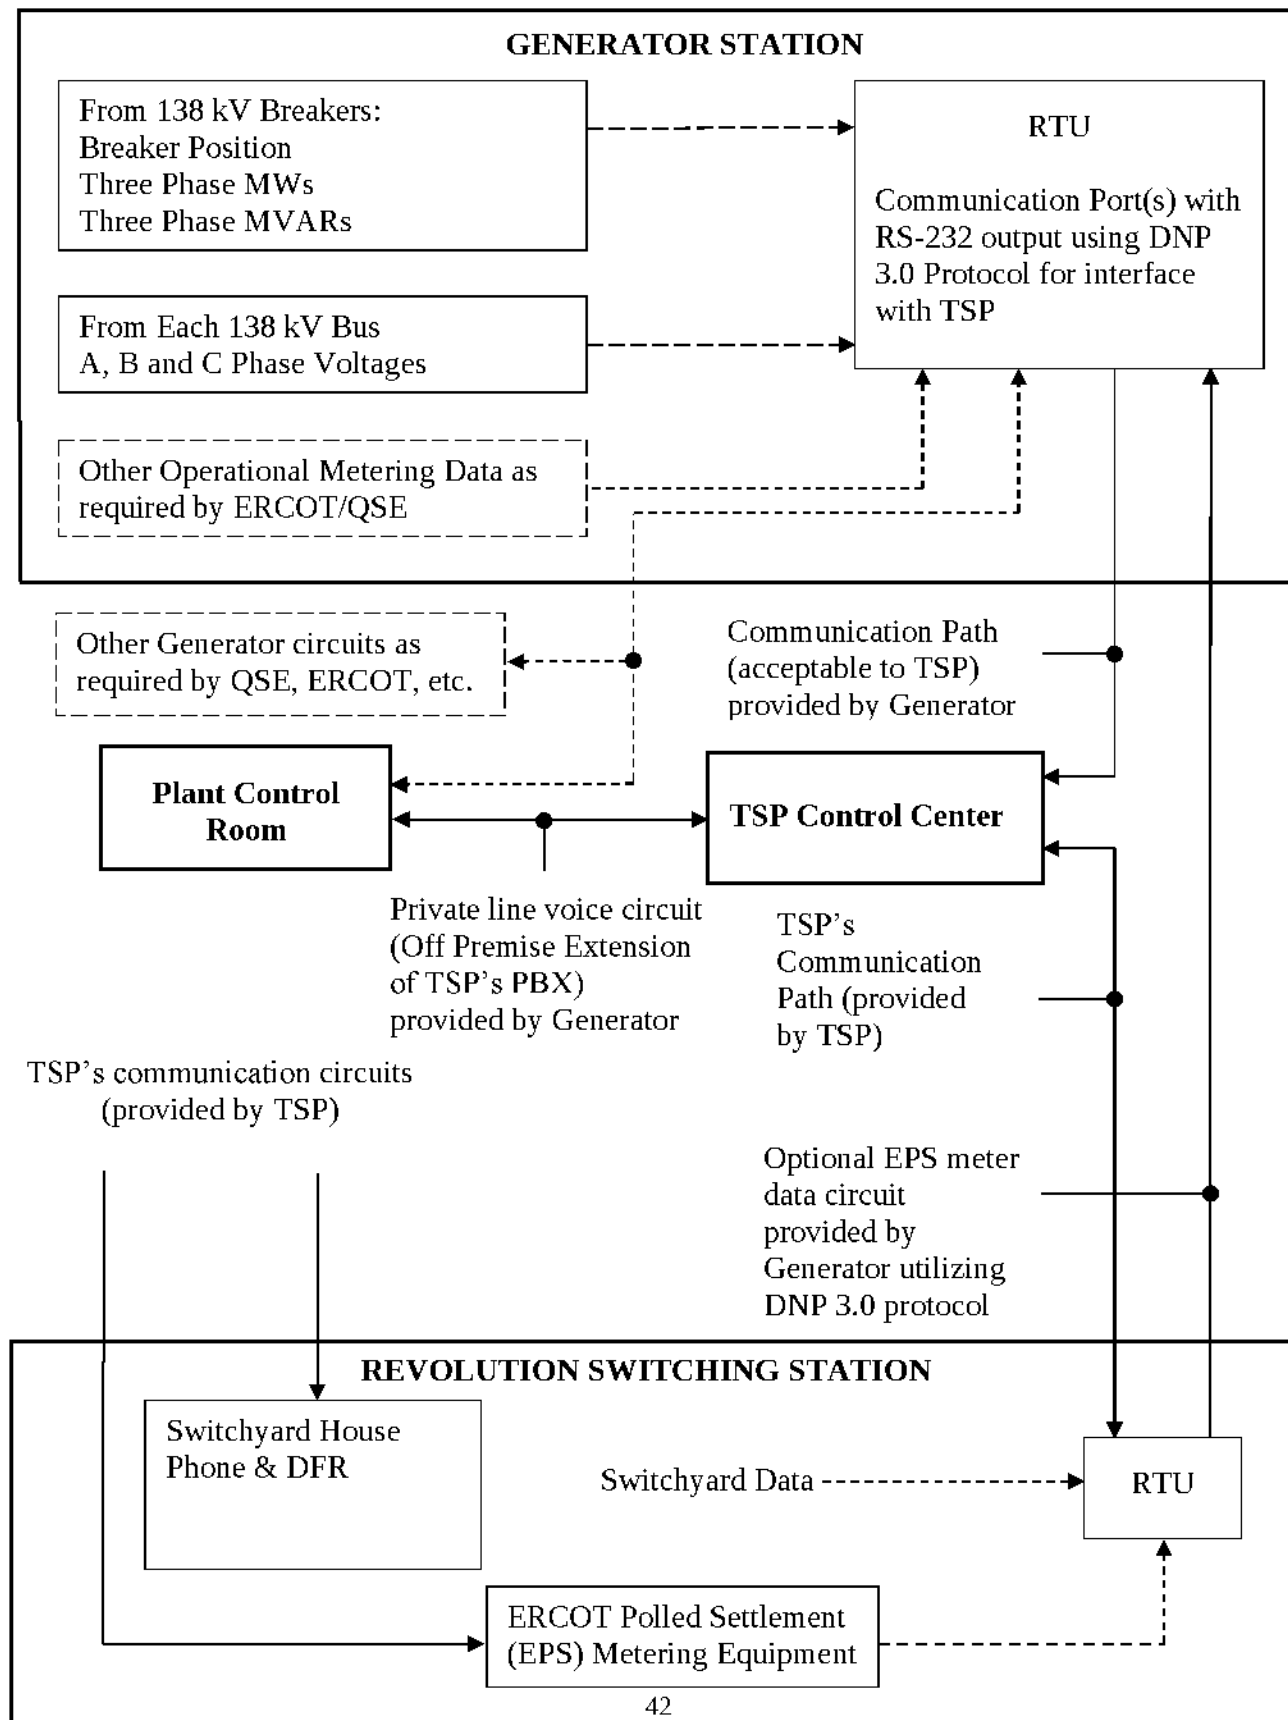 GENERATOR STATION
From 138 kV Breakers:
Breaker Position
Three Phase MWs
Three Phase MVARs
RTU
Communication Port(s) with
RS-232 output using DNP
3.0 Protocol for interface
with TSP
From Each 138 kV Bus
A, B and C Phase Voltages
Other Operational Metering Data as
required by ERCOT/QSE
Other Generator circuits as
required by QSE, ERCOT, etc.
Communication Path
(acceptable to TSP)
provided by Generator
Plant Control
Room
TSP Control Center
Private line voice circuit
(Off Premise Extension
of TSP’s PBX)
provided by Generator
TSP’s
Communication
Path (provided
by TSP)
TSP’s communication circuits
(provided by TSP)
Optional EPS meter
data circuit
provided by
Generator utilizing
DNP 3.0 protocol
REVOLUTION SWITCHING STATION
Switchyard House
Phone & DFR
Switchyard Data
RTU
ERCOT Polled Settlement
(EPS) Metering Equipment
42